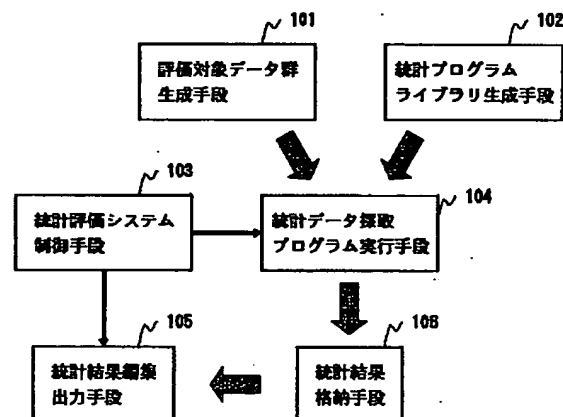 101
評価対象データ群
生成手段
102
統計プログラム
ライブラリ生成手段
103
統計評価システム
制御手段
104
統計データ採取
プログラム実行手段
105
統計結果編集
出力手段
106
統計結果
格納手段